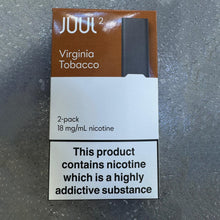 JUUL2
Virginia
Tobacco
2-pack
18 mg/mL nicotine
This product
contains nicotine
which is a highly
addictive substance